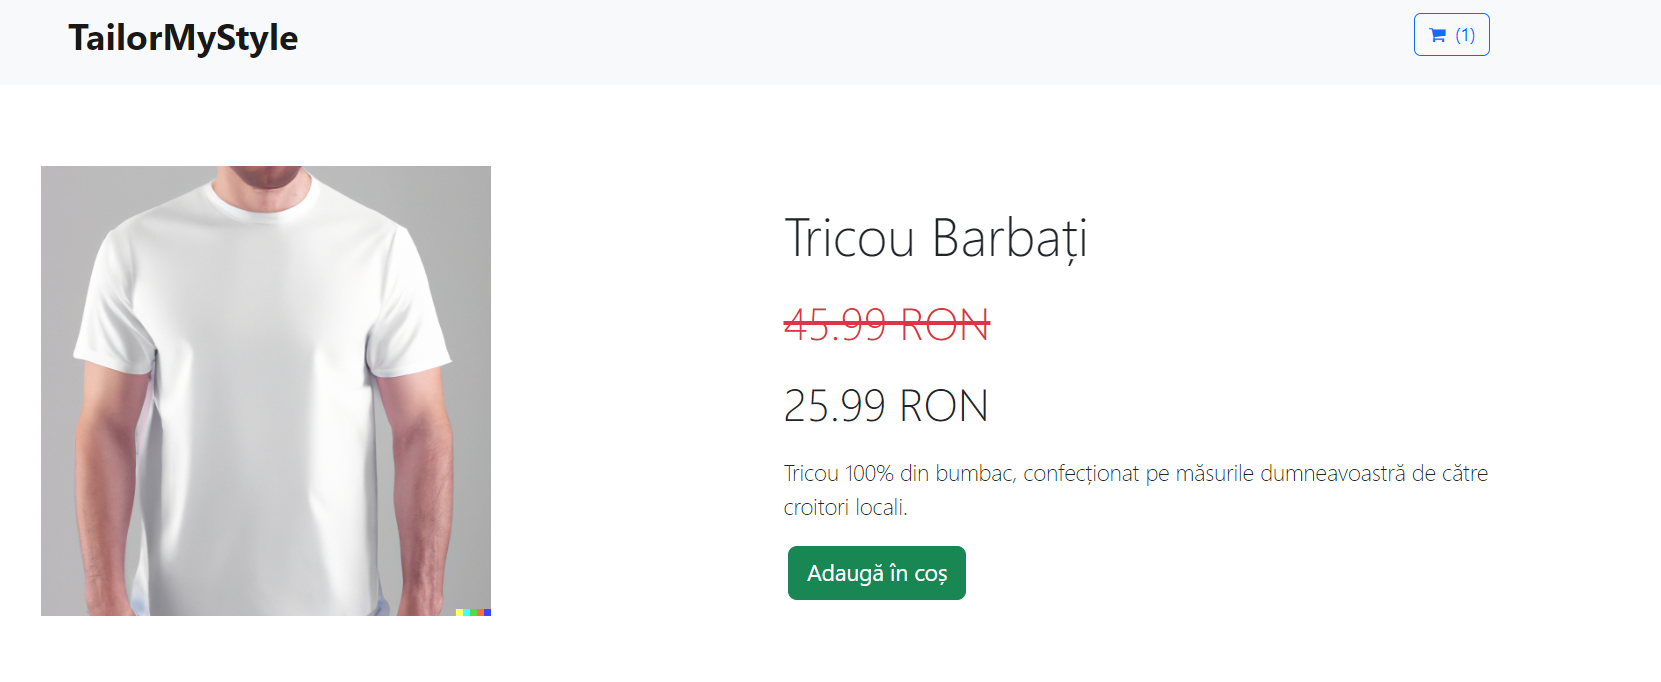 TailorMyStyle
(1)
Tricou Barbați
45.99 RON
25.99 RON
Tricou 100% din bumbac, confecționat pe măsurile dumneavoastră de către
croitori locali.
Adaugă în coș